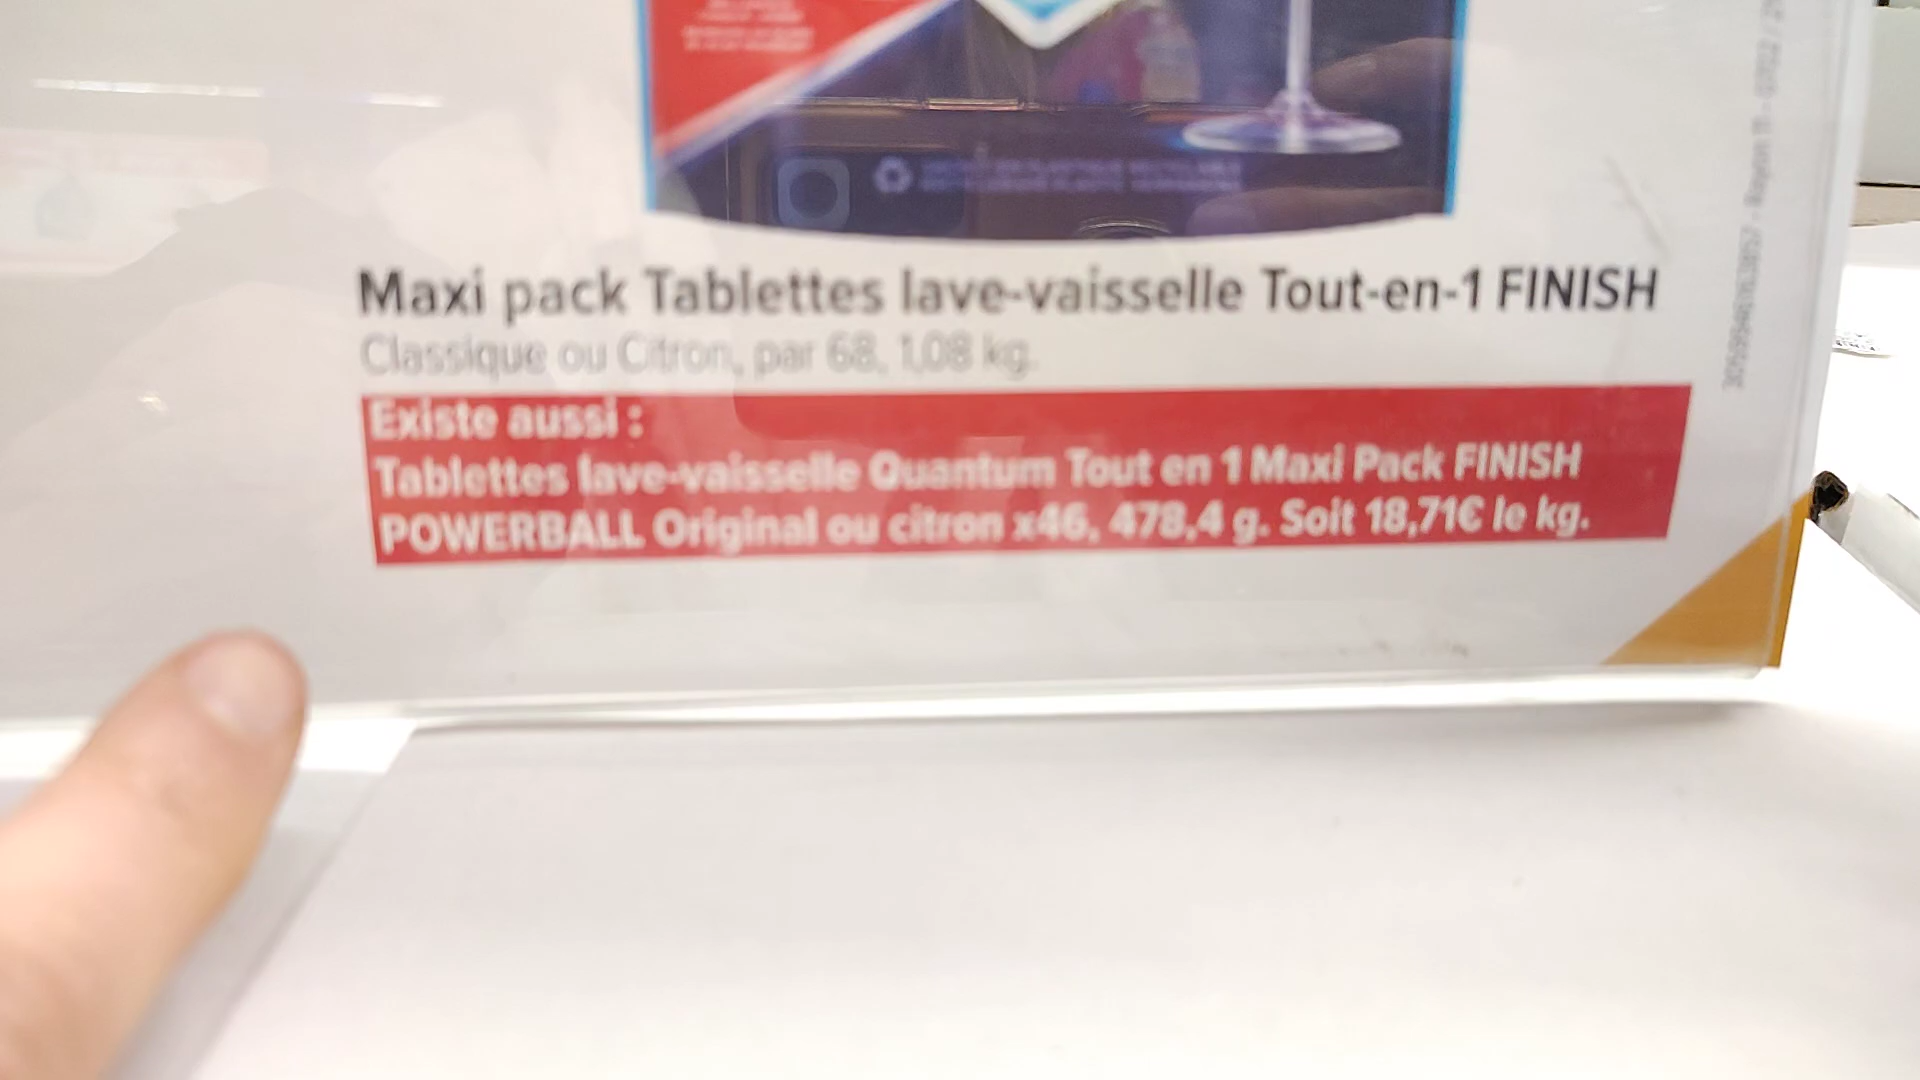 Maxi pack Tablettes lave-vaisselle Tout-en-1 FINISH
Classique ou Citron, par 68, 1,08 kg.
Existe aussi :
Tablettes lave-vaisselle Quantum Tout en 1 Maxi Pack FINISH
POWERBALL Original ou citron x46, 478,4 g. Soit 18,71€ le kg.